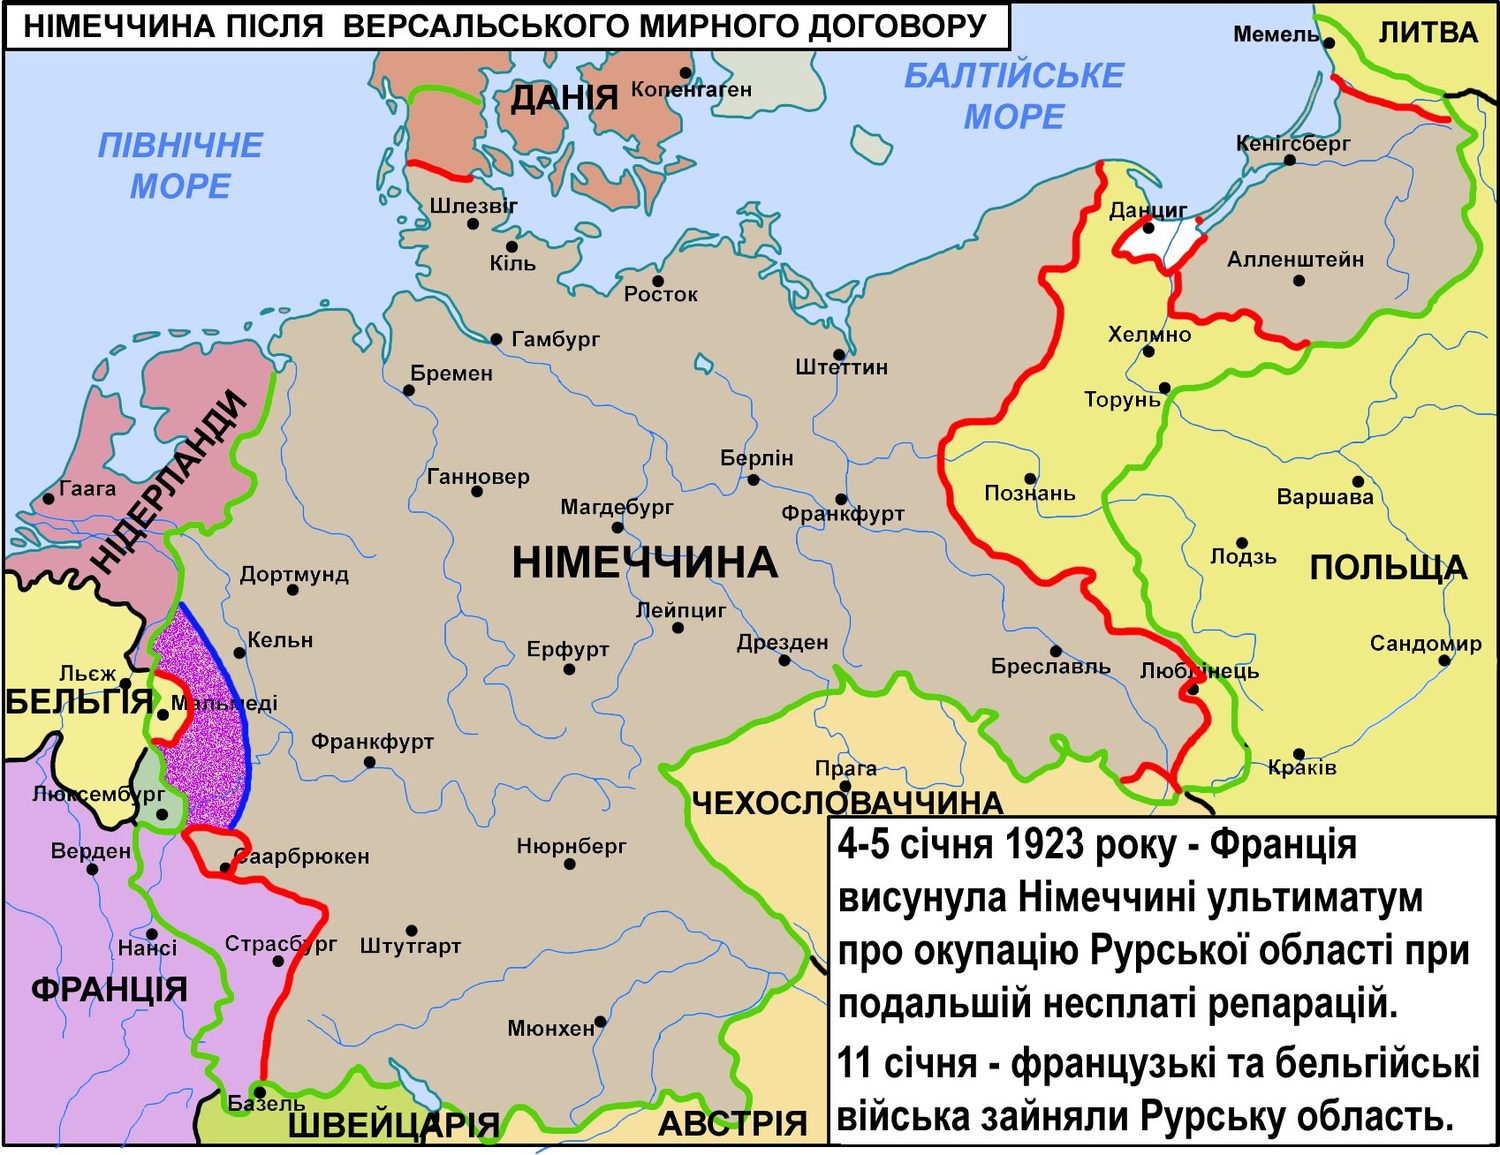 НІМЕЧЧИНА ПІСЛЯ ВЕРСАЛЬСЬКОГО МИРНОГО ДОГОВОРУ
Мемель
ЛИТВА
ДАНІЯ
Копенгаген
БАЛТІЙСЬКЕ
МОРЕ
ПІВНІЧНЕ
МОРЕ
Кенігсберг
Шлезвіг
Данциг
Кіль
Алленштейн
Росток
Гамбург
Хелмно
Бремен
Штеттин
Торунь
НІДЕРЛАНДИ
Гаага
Ганновер
Берлін
Магдебург
Франкфурт
Познань
Варшава
НІМЕЧЧИНА
Лодзь
ПОЛЬЩА
Дортмунд
Лейпциг
Кельн
Ерфурт
Дрезден
Бреславль
Люблінець
Сандомир
Льєж
БЕЛЬГІЯ
Мальмеді
Франкфурт
Прага
Краків
Люксембург
ЧЕХОСЛОВАЧЧИНА
Верден
Саарбрюкен
Нюрнберг
Нансі
Страсбург
Штутгарт
ФРАНЦІЯ
Мюнхен
Базель
ШВЕЙЦАРІЯ
АВСТРІЯ
4-5 січня 1923 року - Франція
висунула Німеччині ультиматум
про окупацію Рурської області при
подальшій несплаті репарацій.
11 січня - французькі та бельгійські
війська зайняли Рурську область.